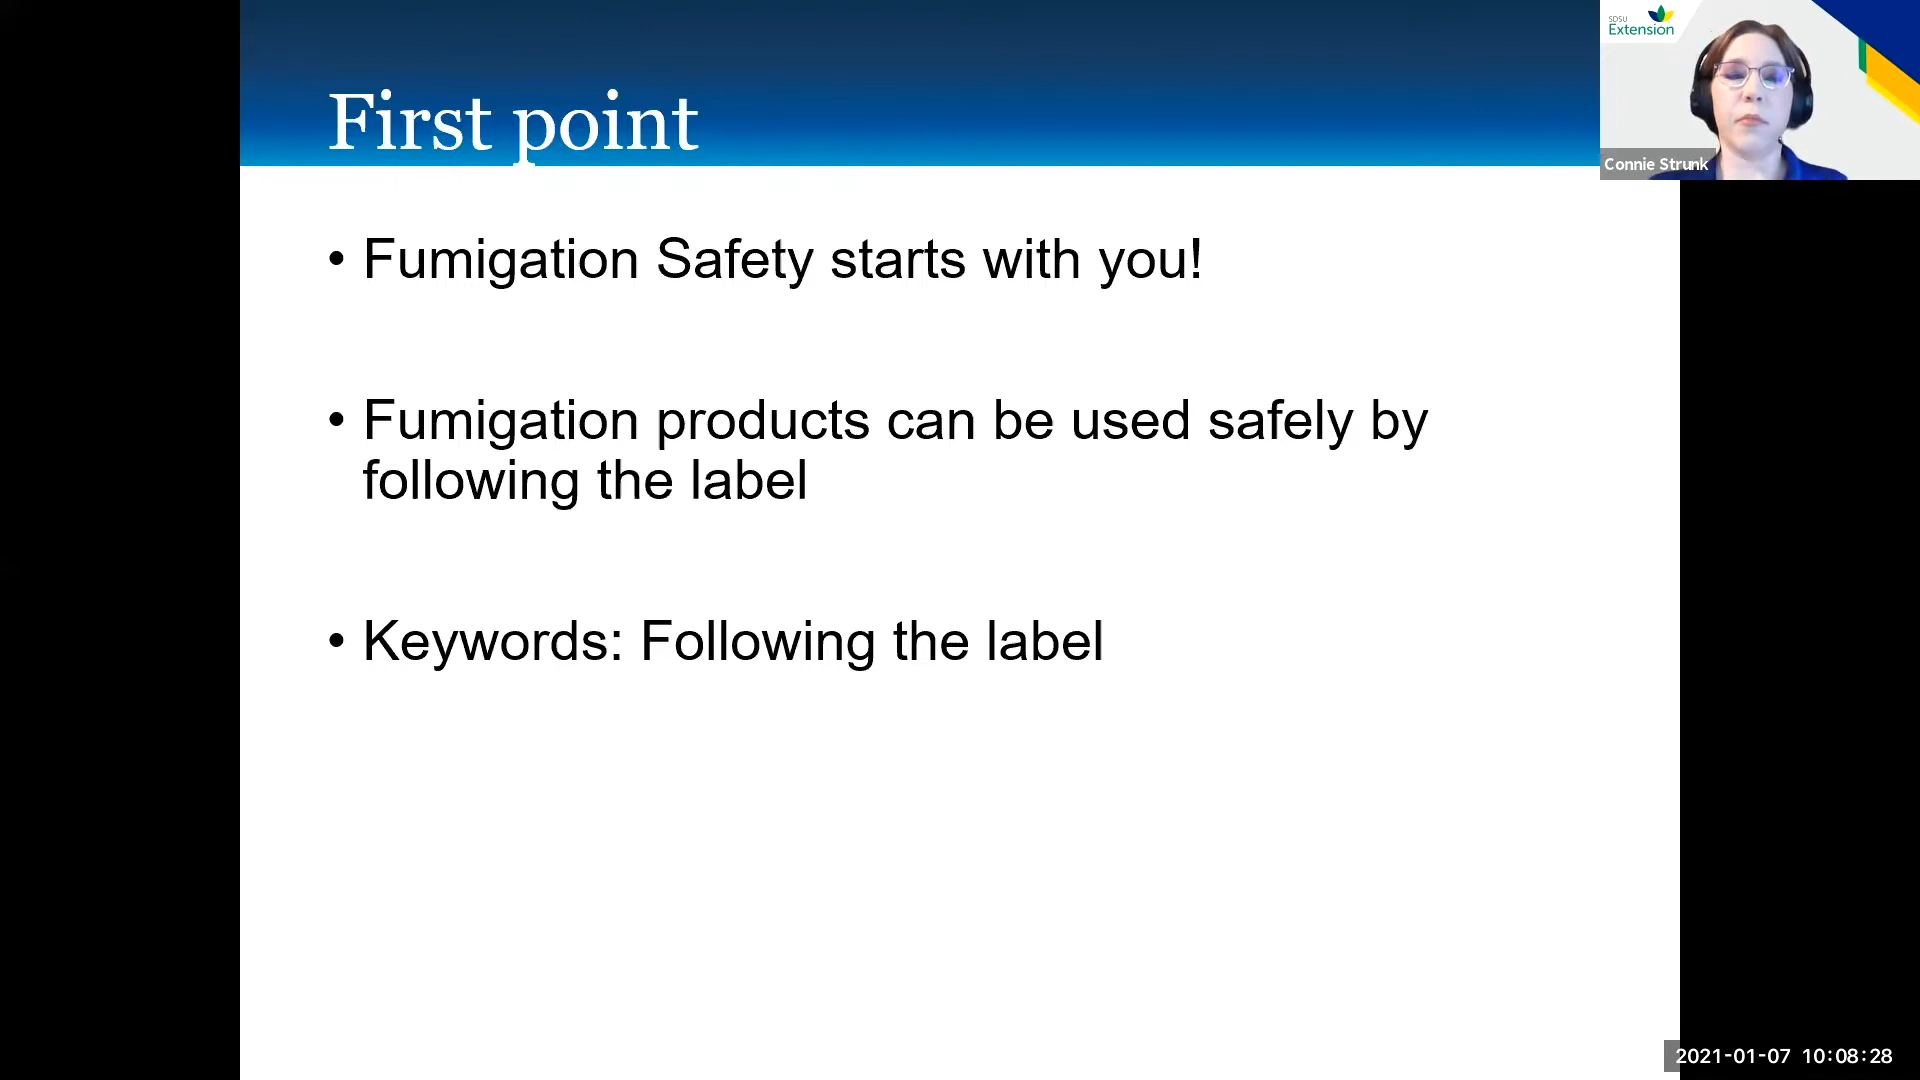 First point
SDSU
Extension
Connie Strunk
• Fumigation Safety starts with you!
• Fumigation products can be used safely by
following the label
• Keywords: Following the label
2021-01-07 10:08:28